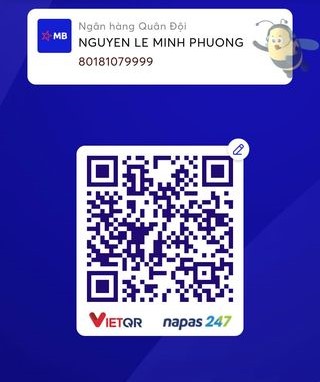 Ngân hàng Quân Đội
MB
NGUYEN LE MINH PHUONG
80181079999
VIETQR
napas 247